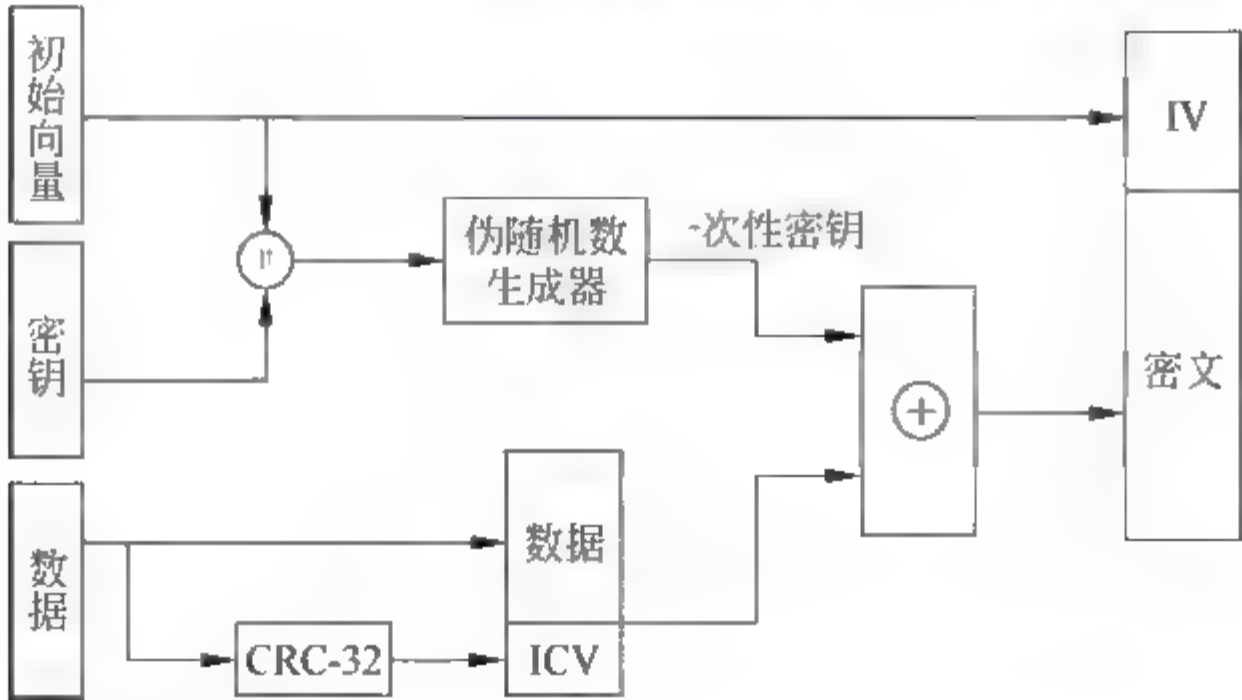 初始向量
IV
伪随机数
生成器
-次性密钥
密钥
密文
数据
数据
CRC-32
ICV